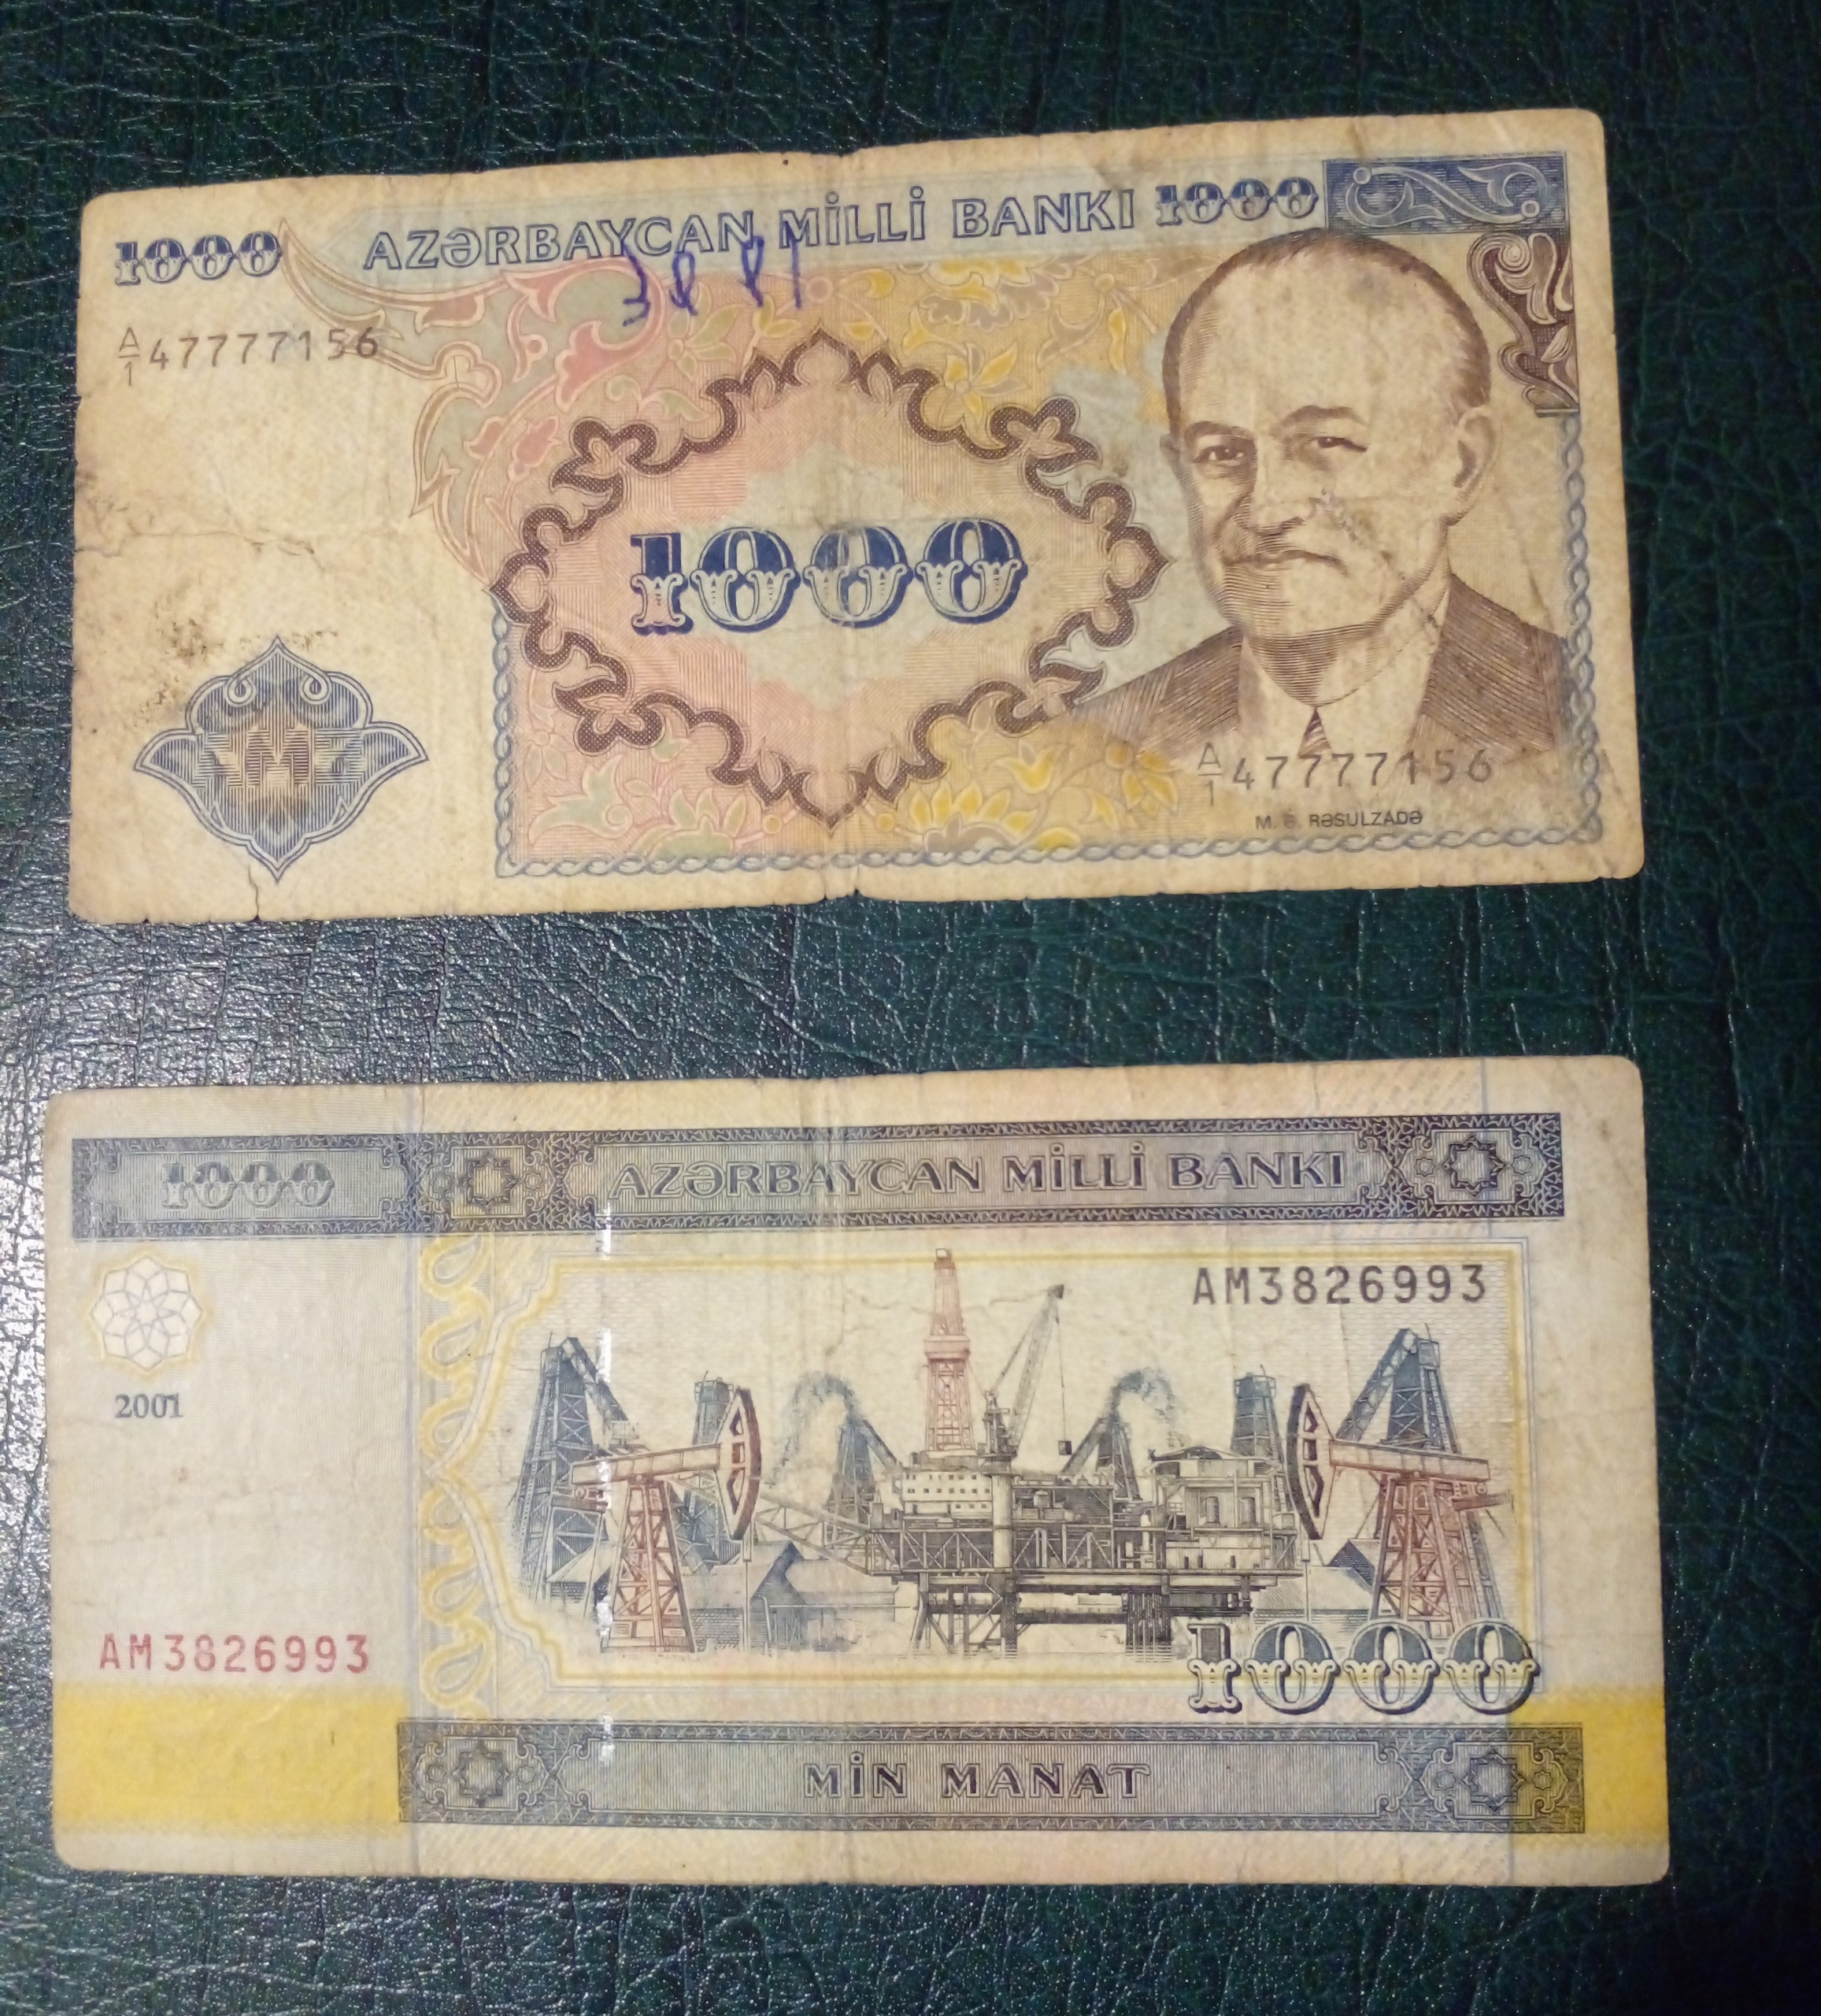 1000 AZƏRBAYCAN MİLLİ BANKI 1000
A/1 47777156
1000
M
A/1 47777156
M. Ə. RƏSULZADƏ
1000 AZƏRBAYCAN MİLLİ BANKI
AM3826993
2001
AM3826993
1000
MİN MANAT